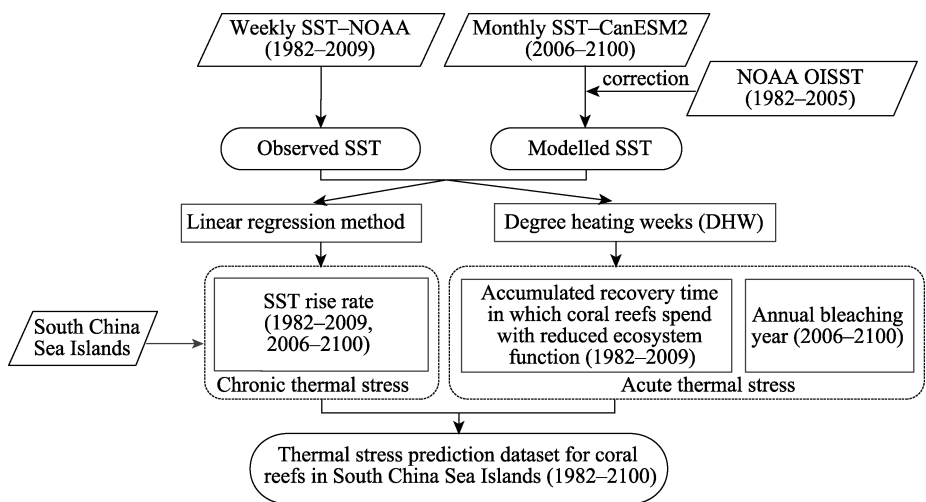 Weekly SST–NOAA
(1982–2009)
Monthly SST–CanESM2
(2006–2100)
correction
NOAA OISST
(1982–2005)
Observed SST
Modelled SST
Linear regression method
Degree heating weeks (DHW)
South China
Sea Islands
SST rise rate
(1982–2009,
2006–2100)
Chronic thermal stress
Accumulated recovery time
in which coral reefs spend
with reduced ecosystem
function (1982–2009)
Annual bleaching
year (2006–2100)
Acute thermal stress
Thermal stress prediction dataset for coral
reefs in South China Sea Islands (1982–2100)